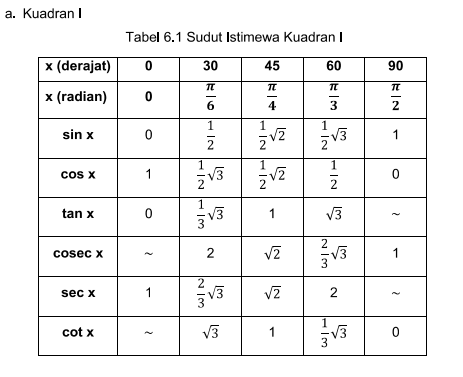 a. Kuadran I
Tabel 6.1 Sudut Istimewa Kuadran I
x (derajat) 0 30 45 60 90
x (radian) 0 π/6 π/4 π/3 π/2
sin x 0 1/2 1/2√2 1/2√3 1
cos x 1 1/2√3 1/2√2 1/2 0
tan x 0 1/3√3 1 √3 ~
cosec x ~ 2 √2 2/3√3 1
sec x 1 2/3√3 √2 2 ~
cot x ~ √3 1 1/3√3 0